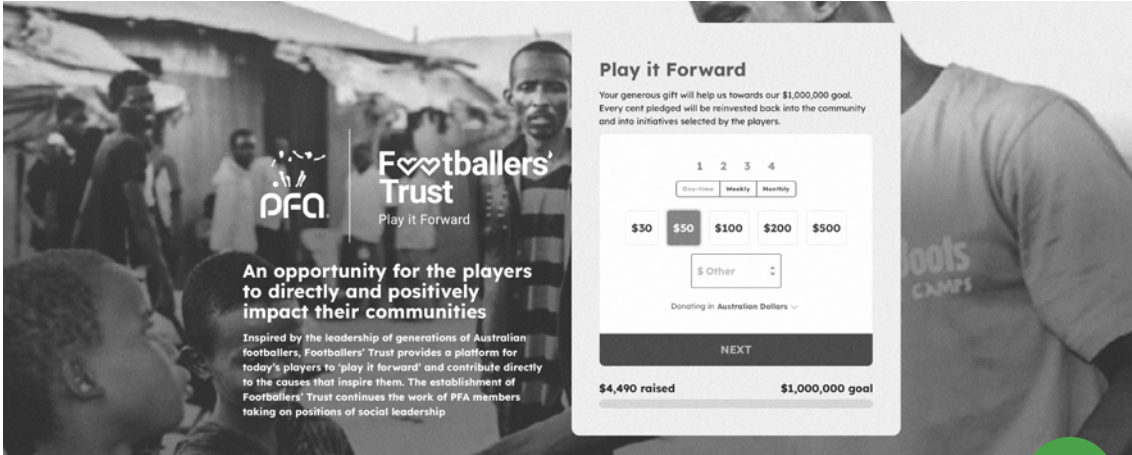 pfa
Footballers'
Trust
Play it Forward
An opportunity for the players
to directly and positively
impact their communities
Inspired by the leadership of generations of Australian
footballers, Footballers' Trust provides a platform for
today's players to 'play it forward' and contribute directly
to the causes that inspire them. The establishment of
Footballers' Trust continues the work of PFA members
taking on positions of social leadership
Play it Forward
Your generous gift will help us towards our $1,000,000 goal.
Every cent pledged will be reinvested back into the community
and into initiatives selected by the players.
1 2 3 4
One-time Weekly Monthly
$30 $50 $100 $200 $500
$ Other
Donating in Australian Dollars
NEXT
$4,490 raised $1,000,000 goal
CAMPS